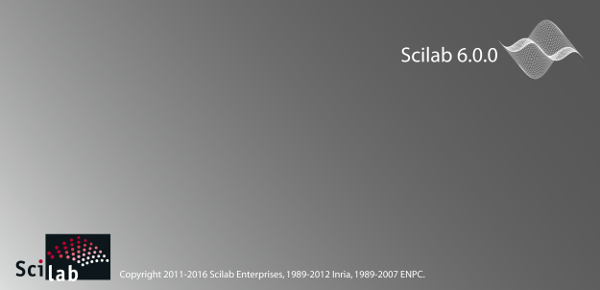 Scilab 6.0.0
Scilab
Copyright 2011-2016 Scilab Enterprises, 1989-2012 Inria, 1989-2007 ENPC.